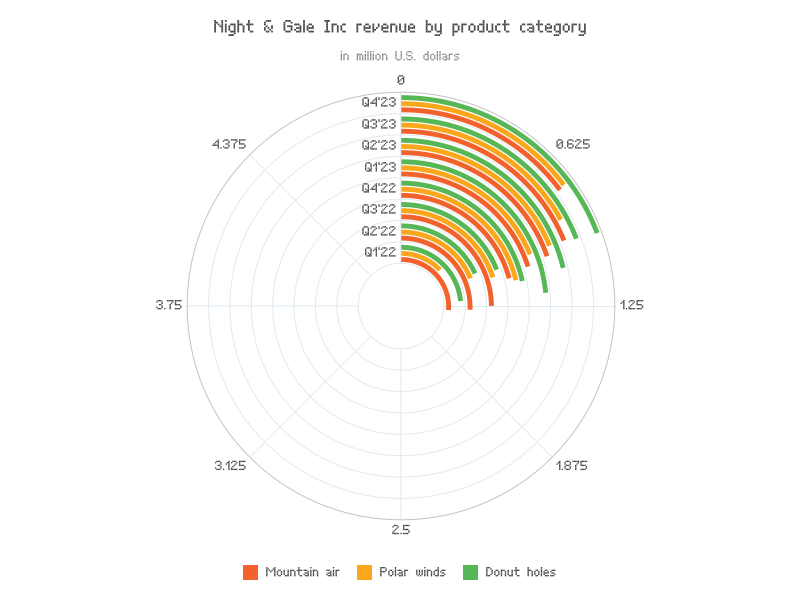 Night & Gale Inc revenue by product category
in million U.S. dollars
0
0.625
1.25
1.875
2.5
3.125
3.75
4.375
Q4'23
Q3'23
Q2'23
Q1'23
Q4'22
Q3'22
Q2'22
Q1'22
Mountain air
Polar winds
Donut holes